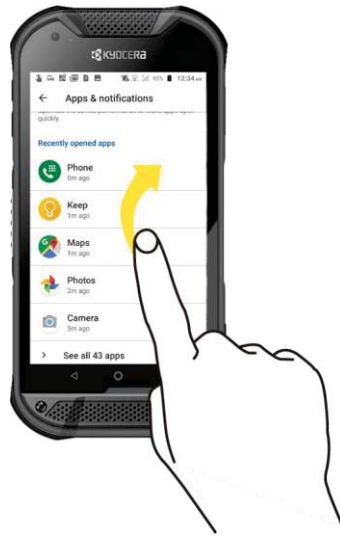 KYOCERA
90% 12:34
Apps & notifications
quickly.
Recently opened apps
Phone
0m ago
Keep
1m ago
Maps
1m ago
Photos
2m ago
Camera
5m ago
See all 43 apps